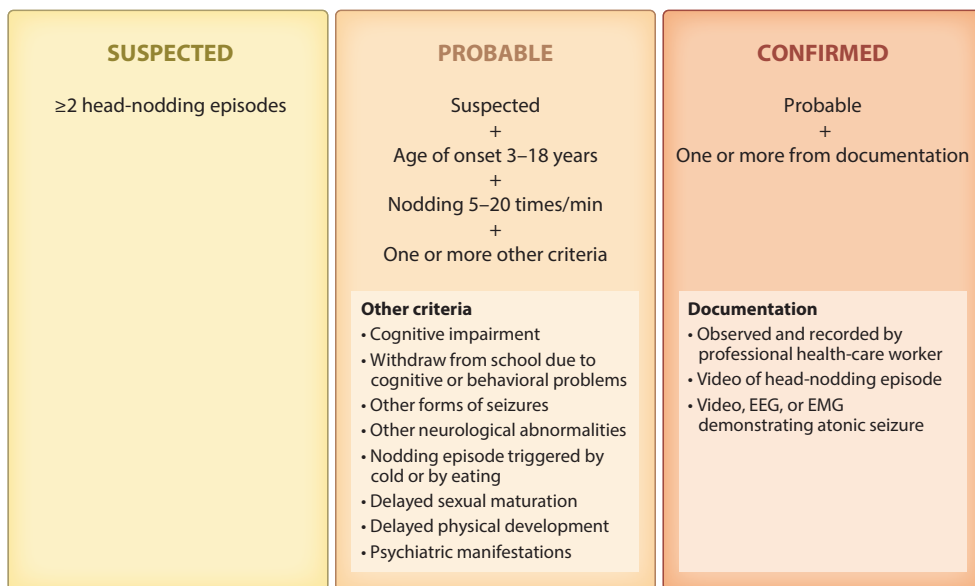 SUSPECTED
≥2 head-nodding episodes
PROBABLE
Suspected
+
Age of onset 3–18 years
+
Nodding 5–20 times/min
+
One or more other criteria
Other criteria
• Cognitive impairment
• Withdraw from school due to
cognitive or behavioral problems
• Other forms of seizures
• Other neurological abnormalities
• Nodding episode triggered by
cold or by eating
• Delayed sexual maturation
• Delayed physical development
• Psychiatric manifestations
CONFIRMED
Probable
+
One or more from documentation
Documentation
• Observed and recorded by
professional health-care worker
• Video of head-nodding episode
• Video, EEG, or EMG
demonstrating atonic seizure